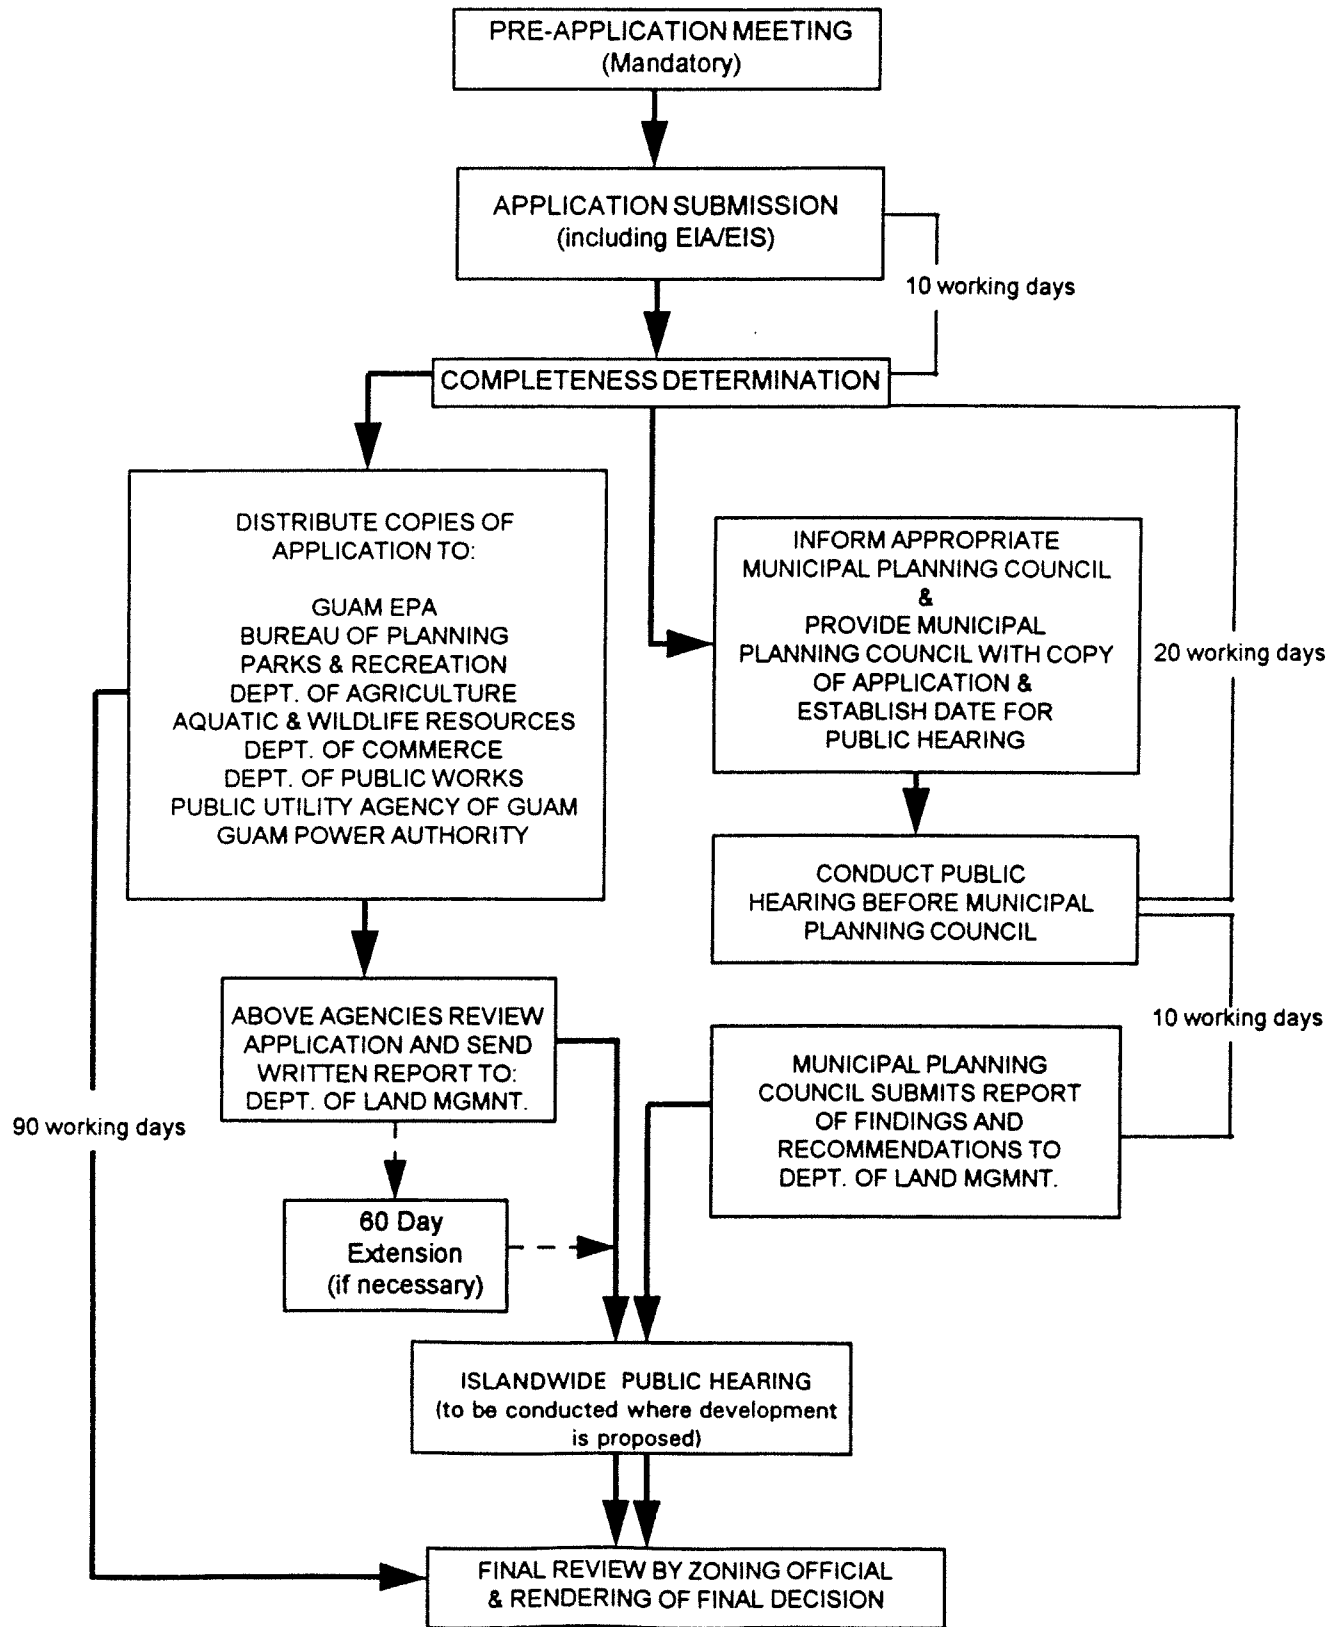 PRE-APPLICATION MEETING
(Mandatory)
APPLICATION SUBMISSION
(including EIA/EIS)
10 working days
COMPLETENESS DETERMINATION
DISTRIBUTE COPIES OF
APPLICATION TO:
GUAM EPA
BUREAU OF PLANNING
PARKS & RECREATION
DEPT. OF AGRICULTURE
AQUATIC & WILDLIFE RESOURCES
DEPT. OF COMMERCE
DEPT. OF PUBLIC WORKS
PUBLIC UTILITY AGENCY OF GUAM
GUAM POWER AUTHORITY
INFORM APPROPRIATE
MUNICIPAL PLANNING COUNCIL
&
PROVIDE MUNICIPAL
PLANNING COUNCIL WITH COPY
OF APPLICATION &
ESTABLISH DATE FOR
PUBLIC HEARING
20 working days
CONDUCT PUBLIC
HEARING BEFORE MUNICIPAL
PLANNING COUNCIL
10 working days
ABOVE AGENCIES REVIEW
APPLICATION AND SEND
WRITTEN REPORT TO:
DEPT. OF LAND MGMNT.
MUNICIPAL PLANNING
COUNCIL SUBMITS REPORT
OF FINDINGS AND
RECOMMENDATIONS TO
DEPT. OF LAND MGMNT.
90 working days
60 Day
Extension
(if necessary)
ISLANDWIDE PUBLIC HEARING
(to be conducted where development
is proposed)
FINAL REVIEW BY ZONING OFFICIAL
& RENDERING OF FINAL DECISION